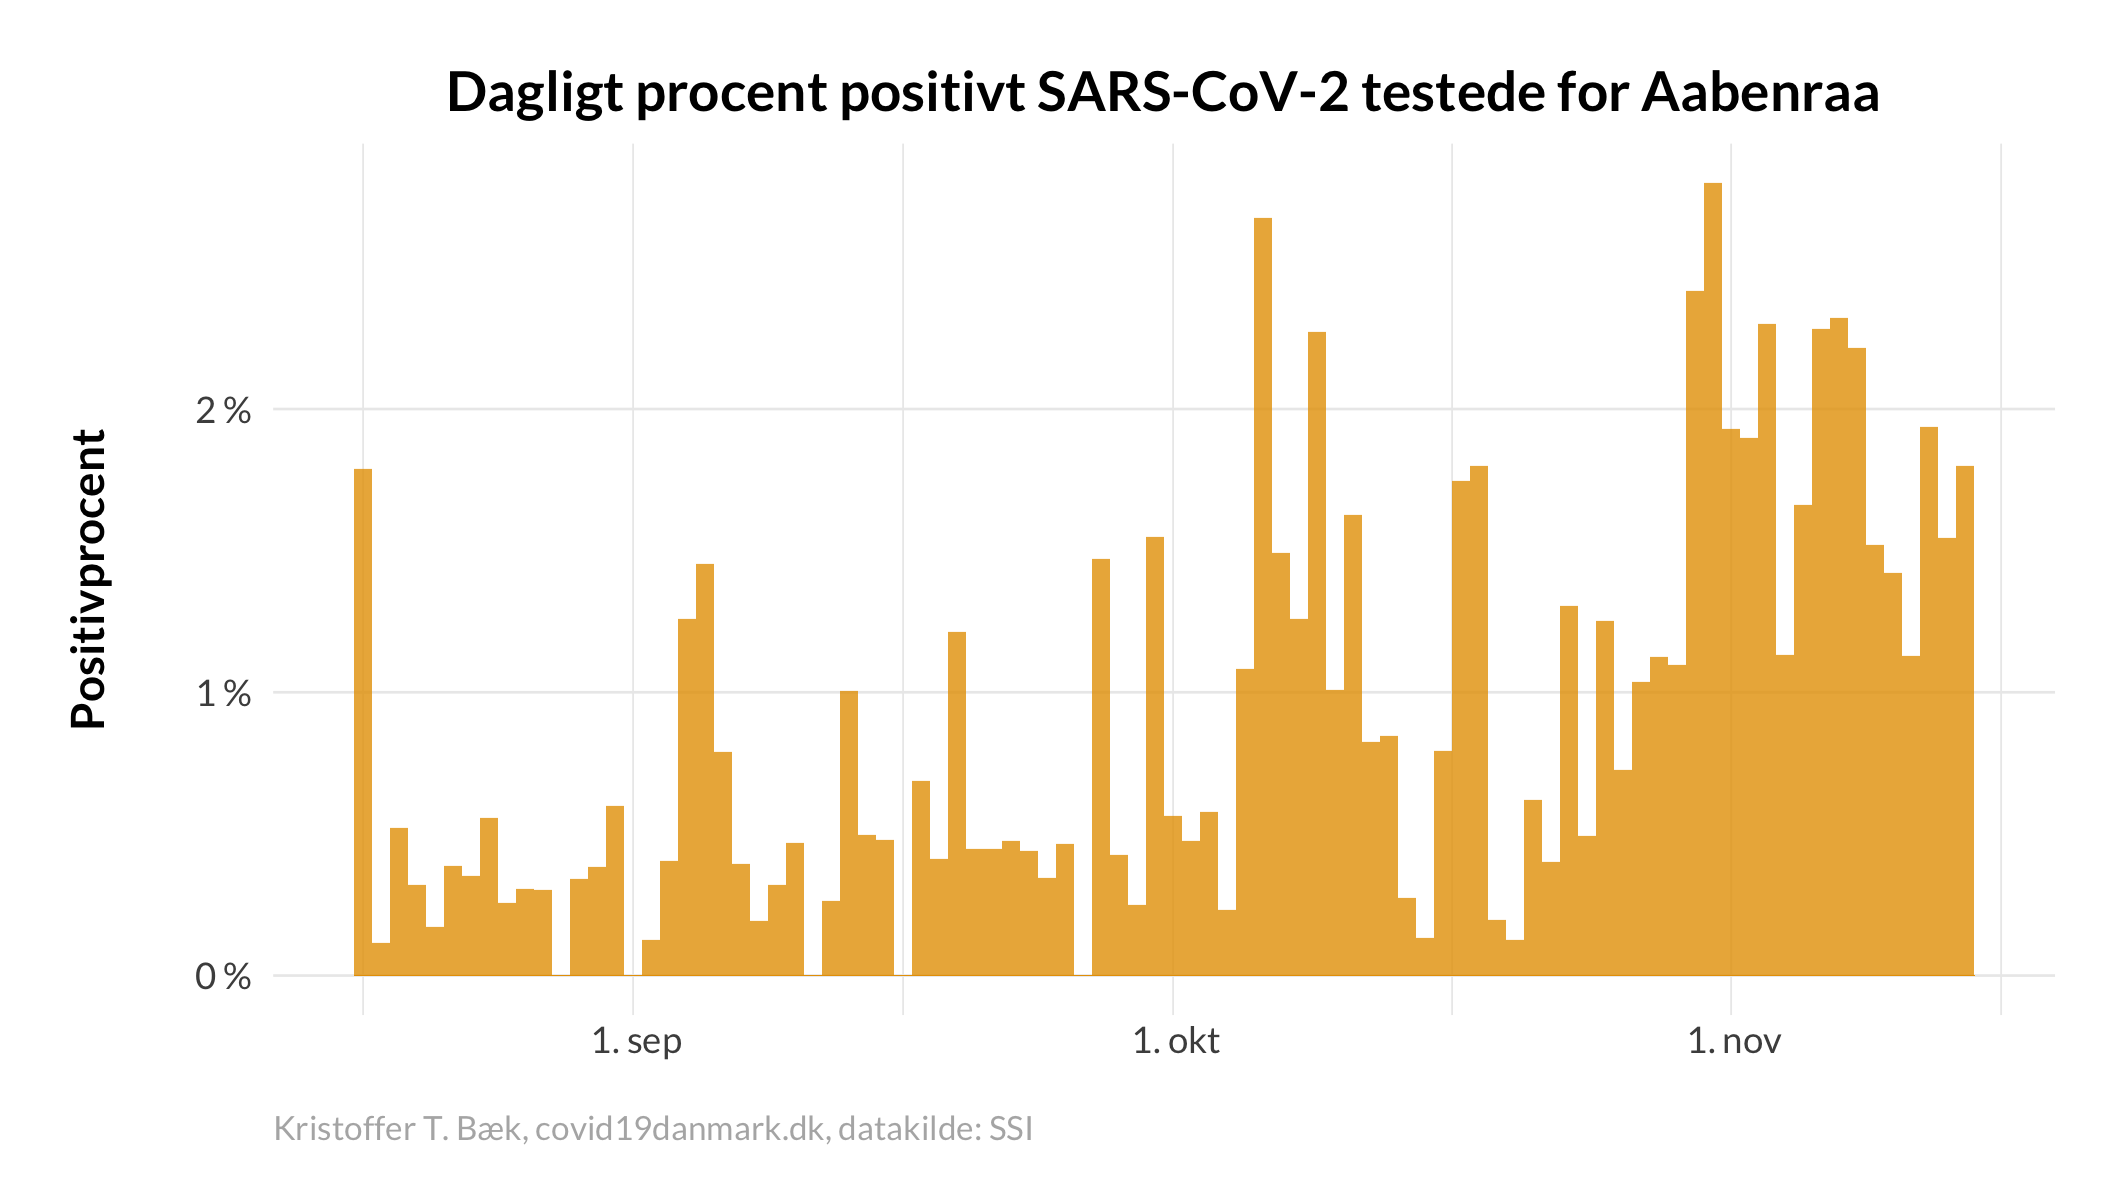 Dagligt procent positivt SARS-CoV-2 testede for Aabenraa
Positivprocent
2 %
1 %
0 %
1. sep
1. okt
1. nov
Kristoffer T. Bæk, covid19danmark.dk, datakilde: SSI